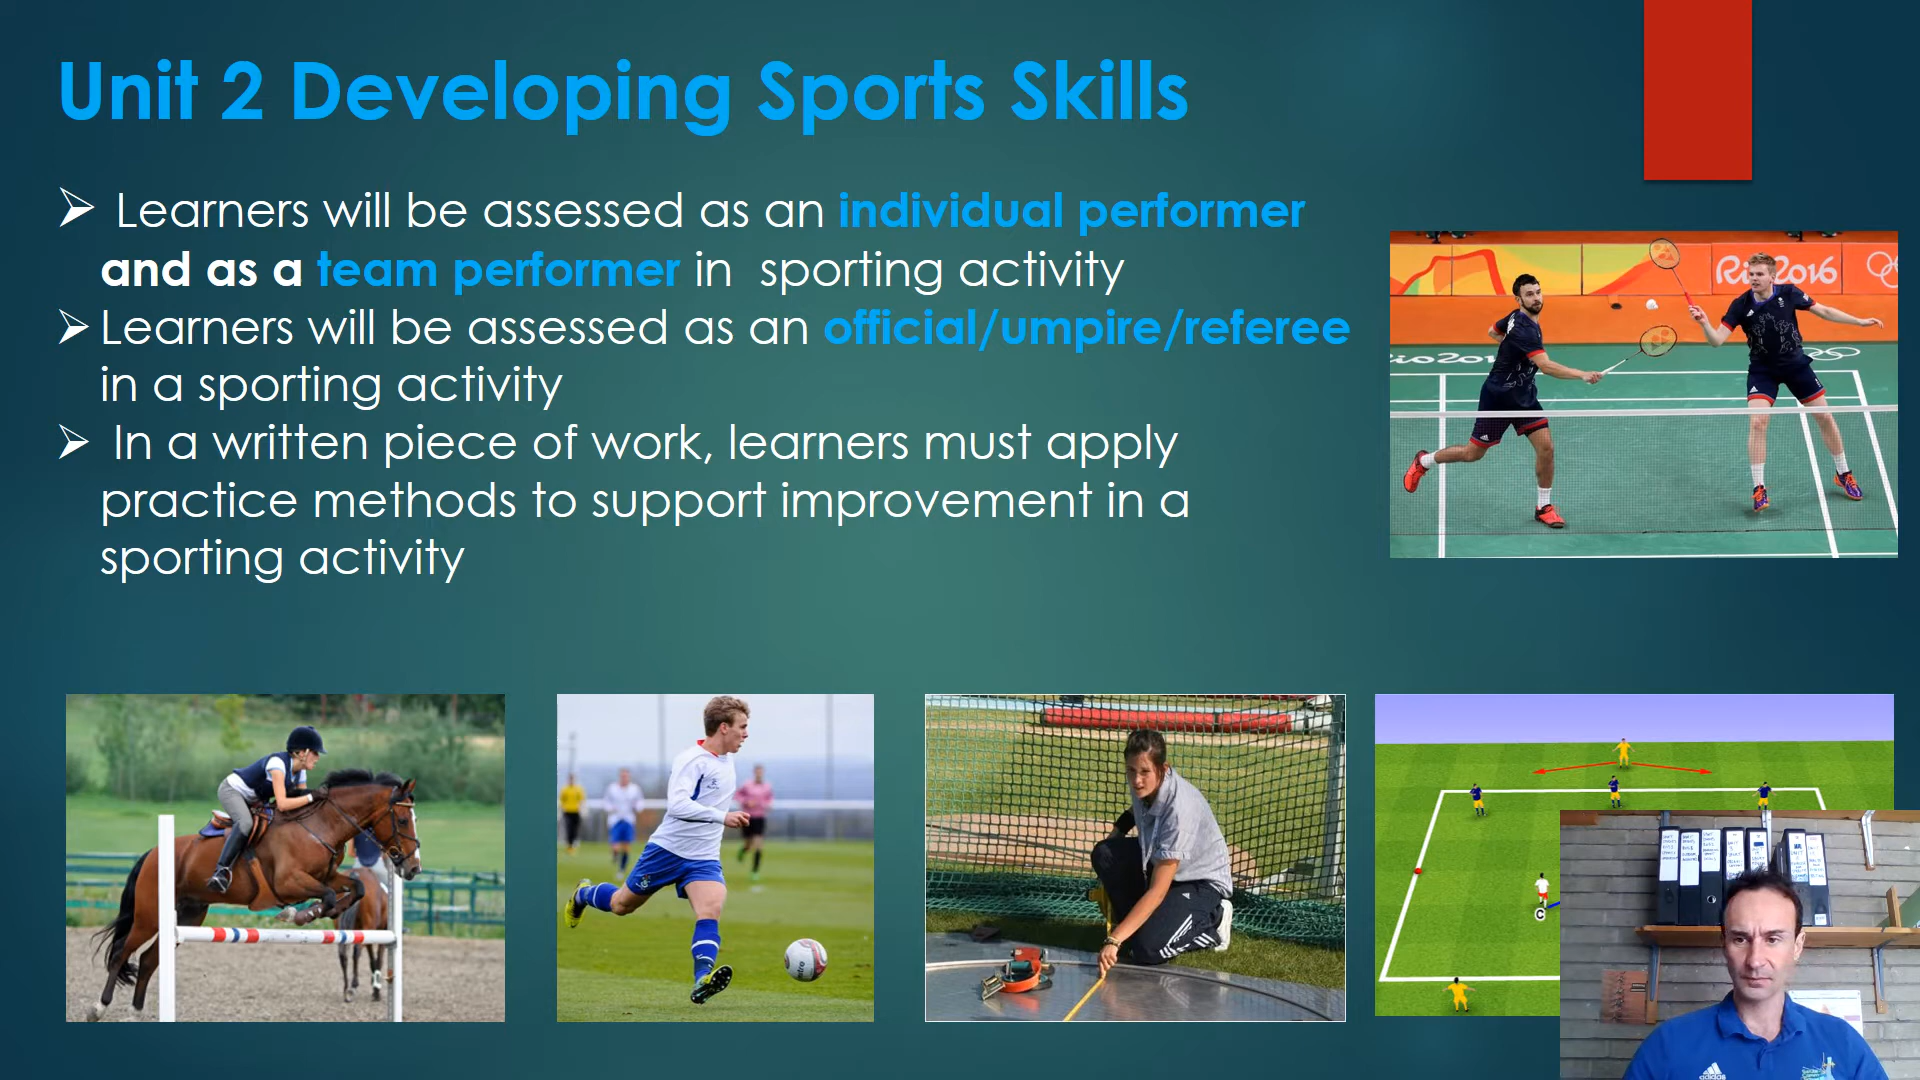 Unit 2 Developing Sports Skills
➢ Learners will be assessed as an individual performer
and as a team performer in sporting activity
➢ Learners will be assessed as an official/umpire/referee
in a sporting activity
➢ In a written piece of work, learners must apply
practice methods to support improvement in a
sporting activity
Rio2016
C
adidas